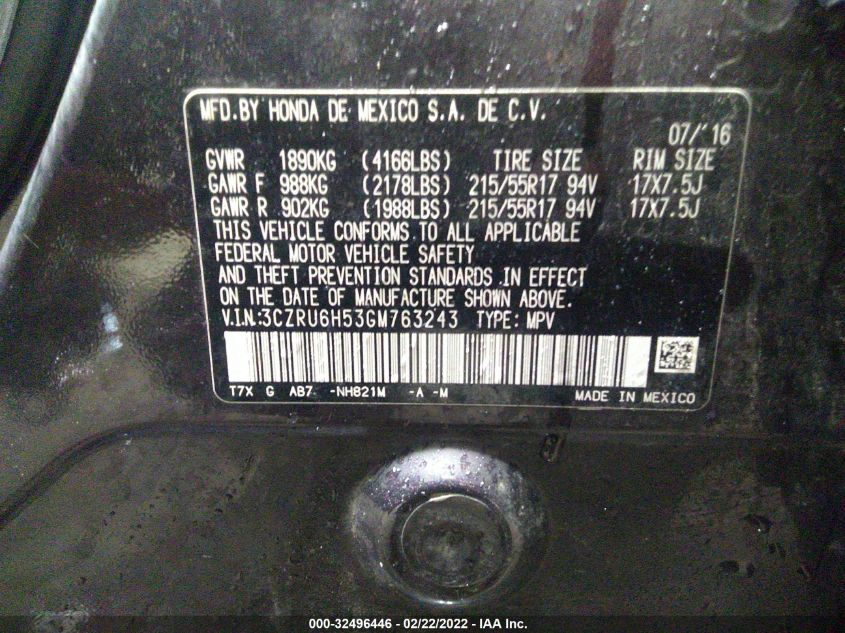 MFD.BY HONDA DE MEXICO S.A. DE C.V.
07/'16
GVWR 1890KG (4166LBS) TIRE SIZE RIM SIZE
GAWR F 988KG (2178LBS) 215/55R17 94V 17X7.5J
GAWR R 902KG (1988LBS) 215/55R17 94V 17X7.5J
THIS VEHICLE CONFORMS TO ALL APPLICABLE
FEDERAL MOTOR VEHICLE SAFETY
AND THEFT PREVENTION STANDARDS IN EFFECT
ON THE DATE OF MANUFACTURE SHOWN ABOVE.
V.I.N:3CZRU6H53GM763243 TYPE: MPV
T7X G AB7 -NH821M -A -M MADE IN MEXICO
000-32496446 - 02/22/2022 - IAA Inc.